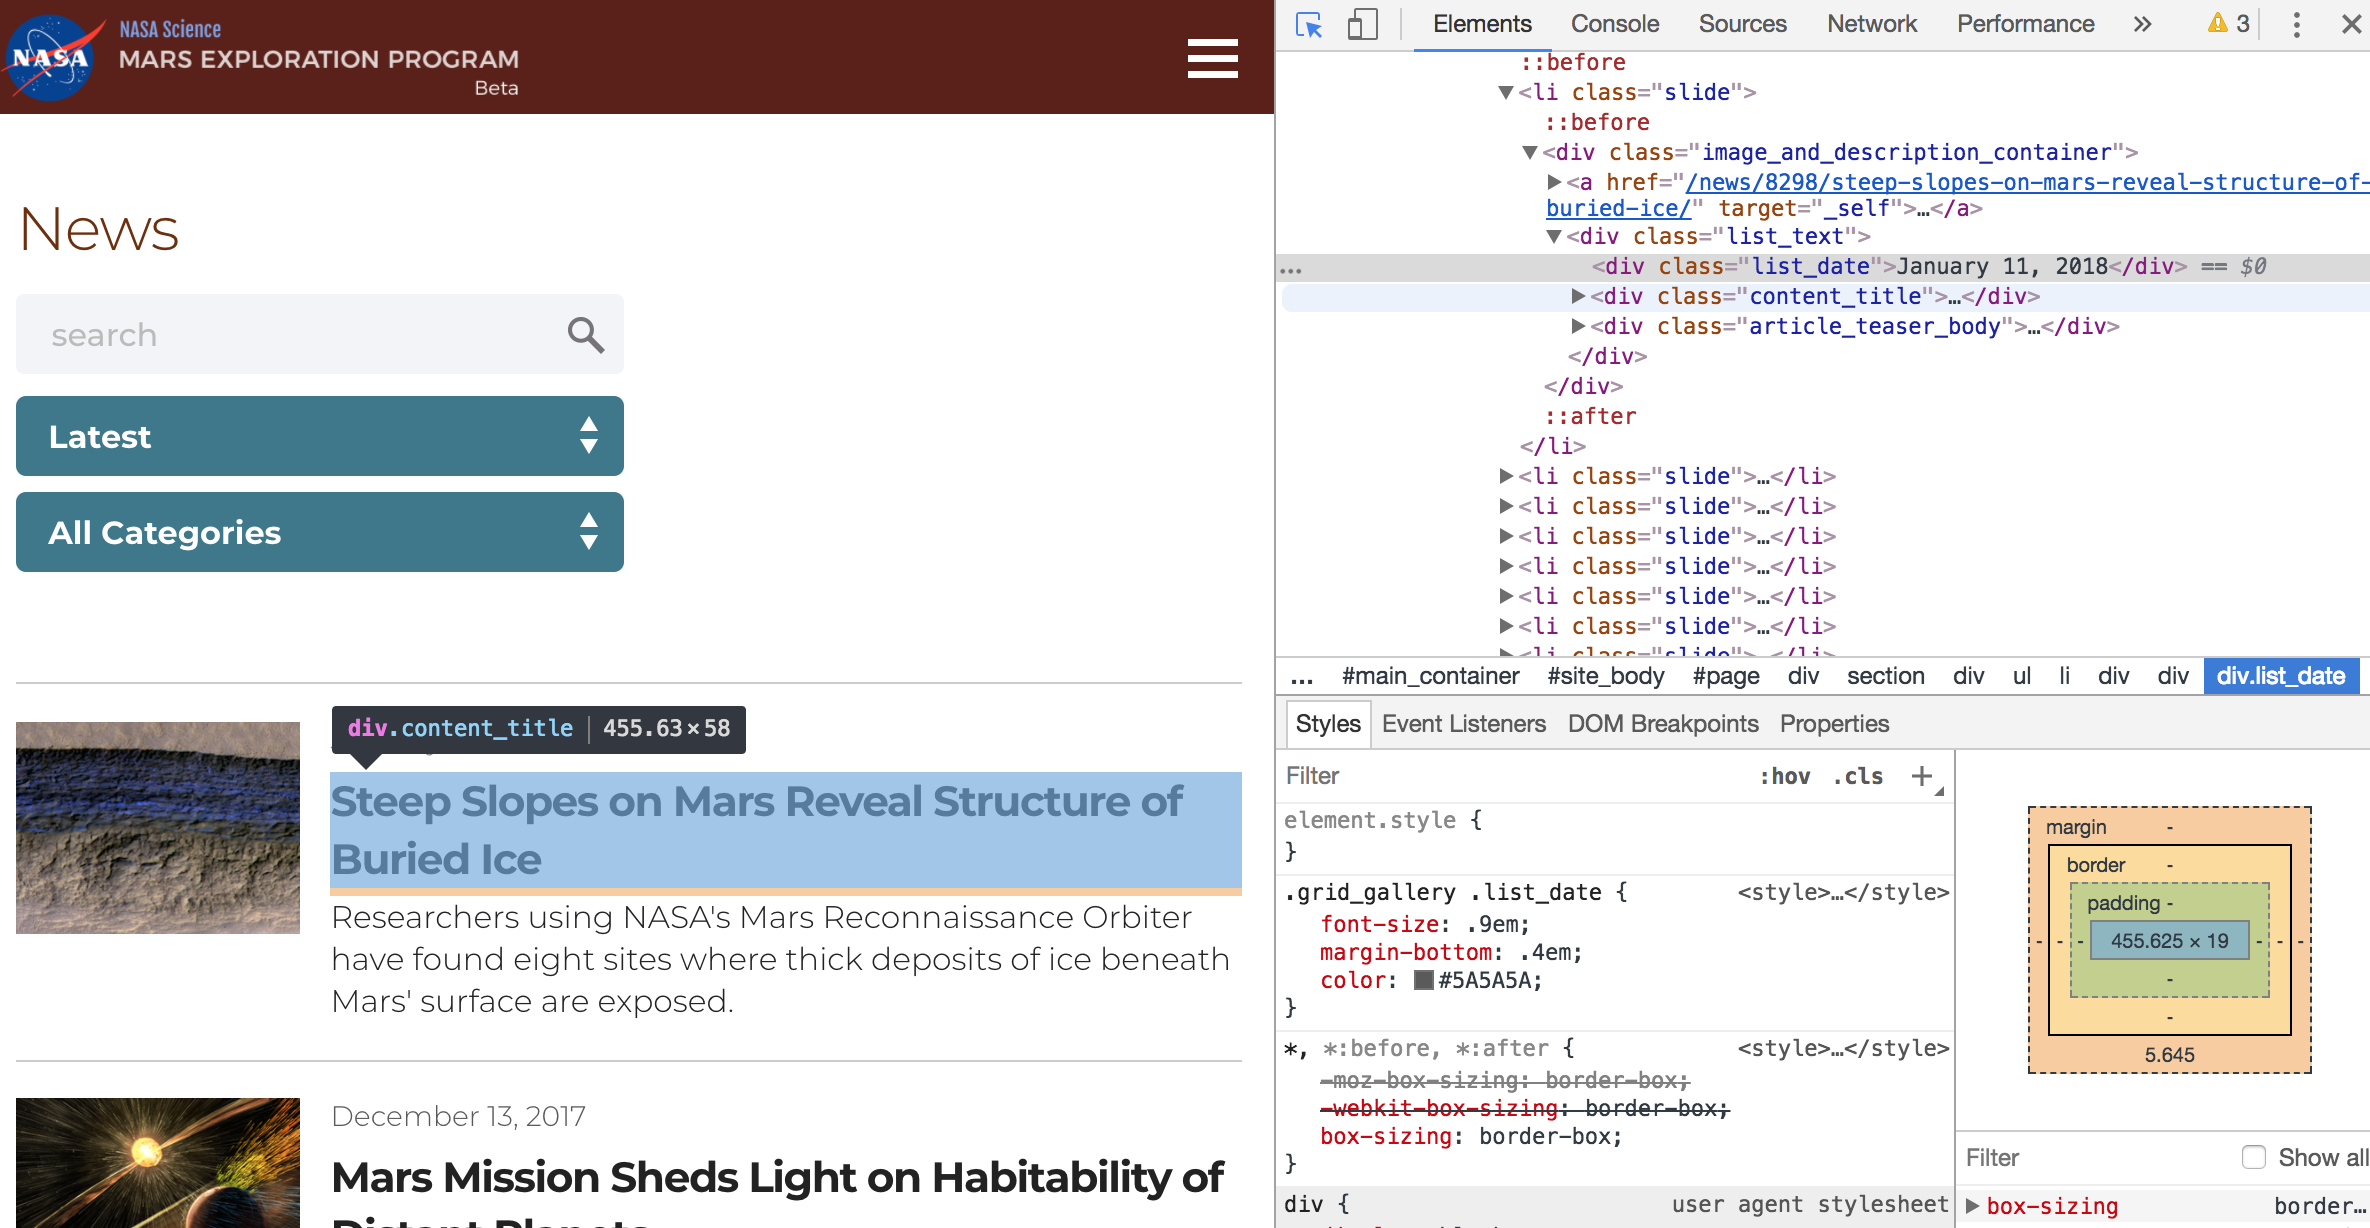 NASA
NASA Science
MARS EXPLORATION PROGRAM
Beta
News
search
Latest
All Categories
div.content_title | 455.63 × 58
Steep Slopes on Mars Reveal Structure of
Buried Ice
Researchers using NASA's Mars Reconnaissance Orbiter
have found eight sites where thick deposits of ice beneath
Mars' surface are exposed.
December 13, 2017
Mars Mission Sheds Light on Habitability of
Distant Planets
Elements Console Sources Network Performance » 3
::before
<li class="slide">
::before
<div class="image_and_description_container">
<a href="/news/8298/steep-slopes-on-mars-reveal-structure-of-
buried-ice/" target="_self">…</a>
<div class="list_text">
… <div class="list_date">January 11, 2018</div> == $0
<div class="content_title">…</div>
<div class="article_teaser_body">…</div>
</div>
</div>
::after
</li>
<li class="slide">…</li>
<li class="slide">…</li>
<li class="slide">…</li>
<li class="slide">…</li>
<li class="slide">…</li>
<li class="slide">…</li>
<li class="slide">…</li>
… #main_container #site_body #page div section div ul li div div div.list_date
Styles Event Listeners DOM Breakpoints Properties
Filter :hov .cls +
element.style {
}
.grid_gallery .list_date { <style>…</style>
font-size: .9em;
margin-bottom: .4em;
color: #5A5A5A;
}
*, *:before, *:after { <style>…</style>
-moz-box-sizing: border-box;
-webkit-box-sizing: border-box;
box-sizing: border-box;
}
div { user agent stylesheet
margin -
border -
padding -
- - - 455.625 × 19 - - -
-
-
5.645
Filter Show all
box-sizing border…